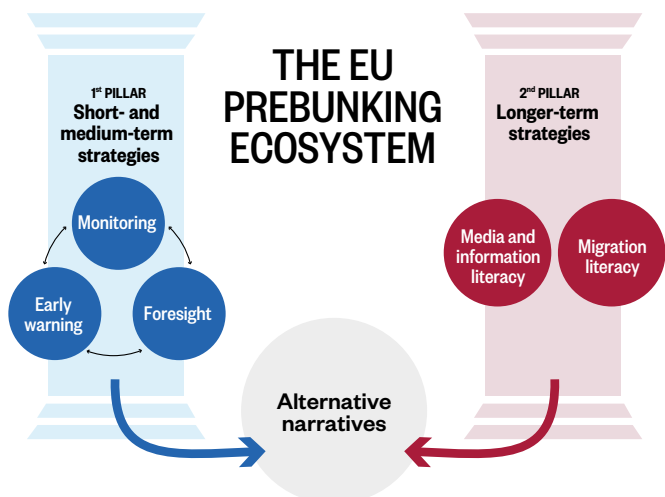 THE EU
PREBUNKING
ECOSYSTEM
1st PILLAR
Short- and
medium-term
strategies
Monitoring
Early
warning
Foresight
2nd PILLAR
Longer-term
strategies
Media and
information
literacy
Migration
literacy
Alternative
narratives